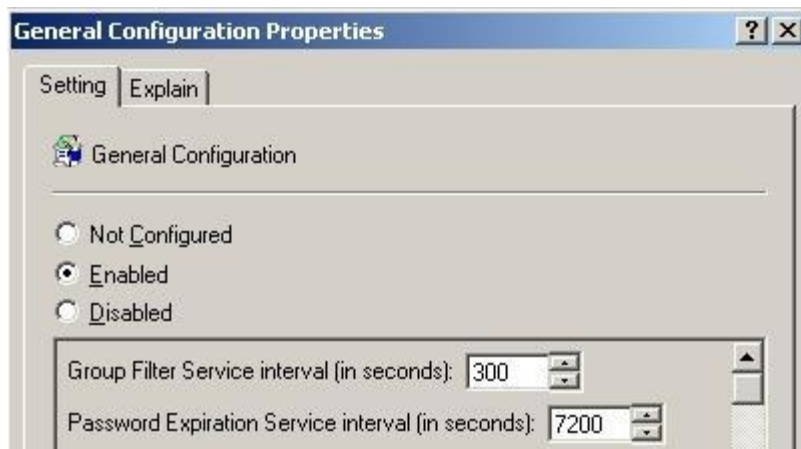 General Configuration Properties
Setting Explain
General Configuration
Not Configured
Enabled
Disabled
Group Filter Service interval (in seconds): 300
Password Expiration Service interval (in seconds): 7200